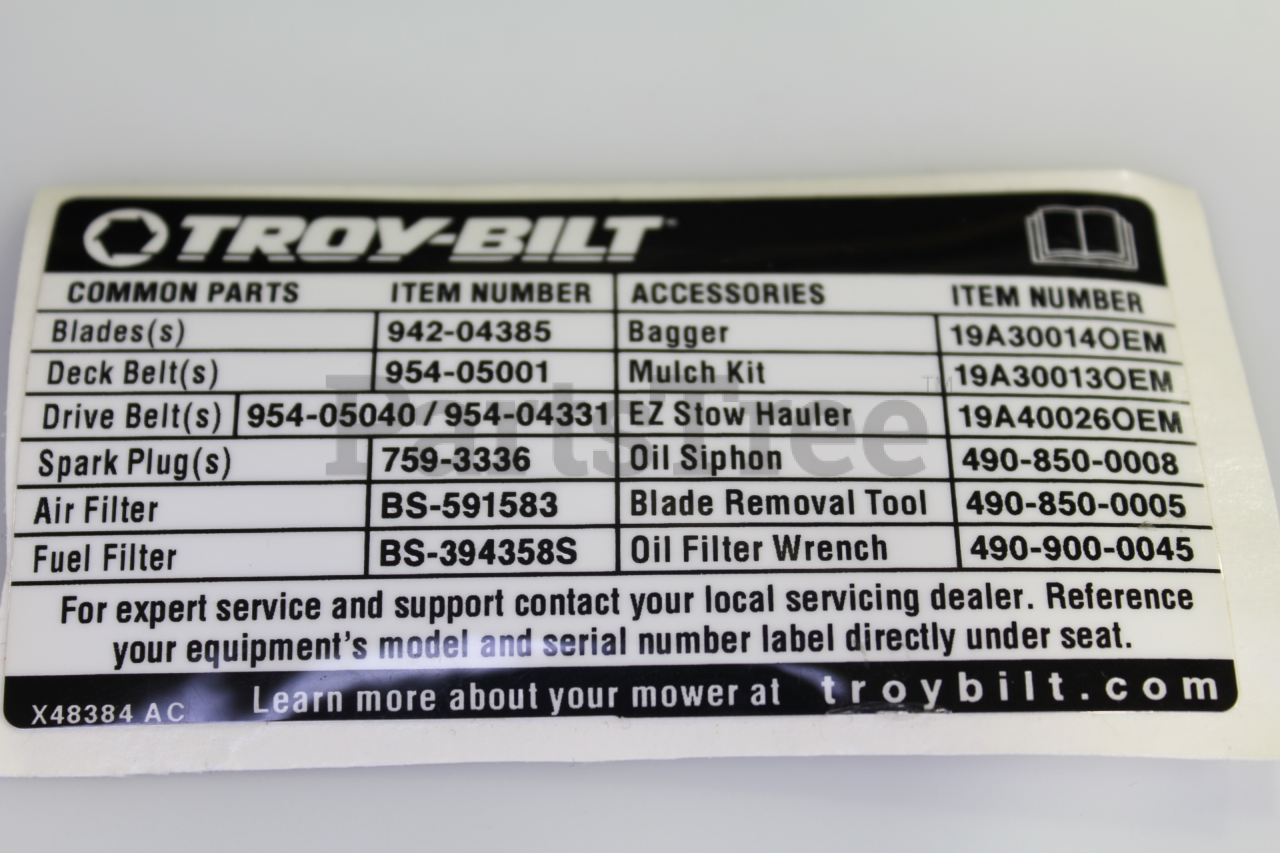 TROY-BILT
COMMON PARTS ITEM NUMBER ACCESSORIES ITEM NUMBER
Blades(s) 942-04385 Bagger 19A30014OEM
Deck Belt(s) 954-05001 Mulch Kit 19A30013OEM
Drive Belt(s) 954-05040 / 954-04331 EZ Stow Hauler 19A40026OEM
Spark Plug(s) 759-3336 Oil Siphon 490-850-0008
Air Filter BS-591583 Blade Removal Tool 490-850-0005
Fuel Filter BS-394358S Oil Filter Wrench 490-900-0045
For expert service and support contact your local servicing dealer. Reference
your equipment's model and serial number label directly under seat.
X48384 AC Learn more about your mower at troybilt.com
PartsTree™